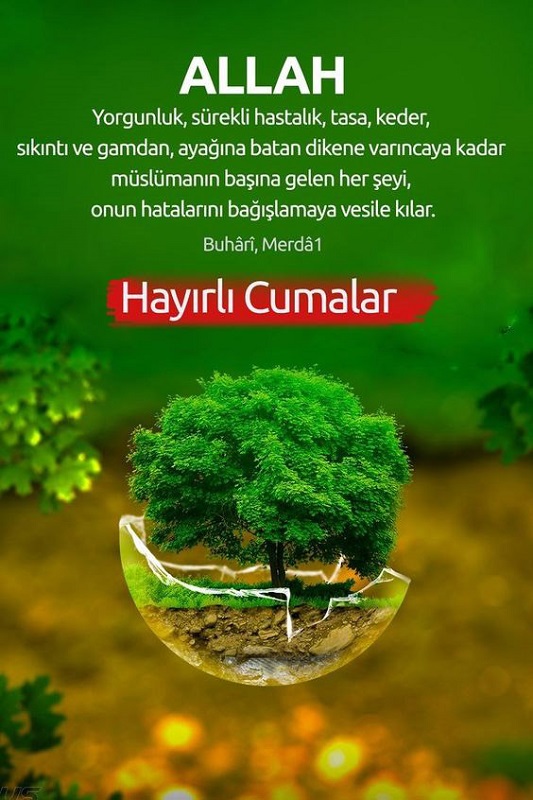 ALLAH
Yorgunluk, sürekli hastalık, tasa, keder,
sıkıntı ve gamdan, ayağına batan dikene varıncaya kadar
müslümanın başına gelen her şeyi,
onun hatalarını bağışlamaya vesile kılar.
Buhârî, Merdâ1
Hayırlı Cumalar